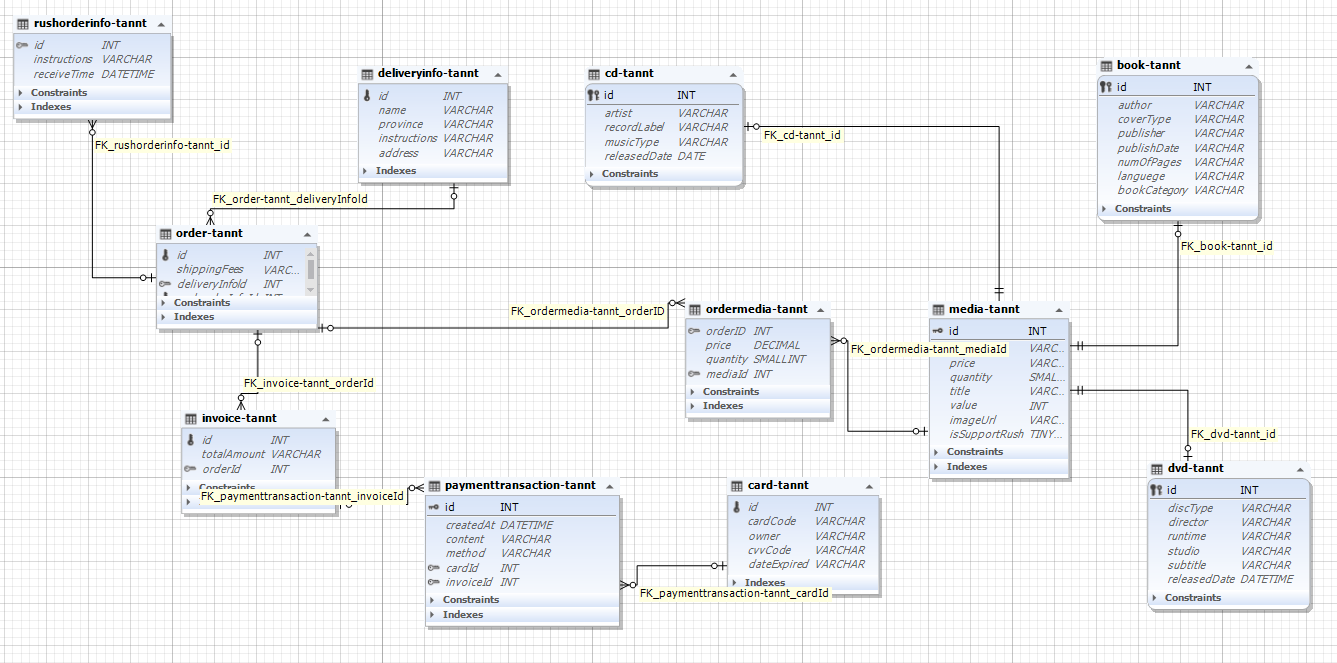 rushorderinfo-tannt
id INT
instructions VARCHAR
receiveTime DATETIME
Constraints
Indexes
FK_rushorderinfo-tannt_id
deliveryinfo-tannt
id INT
name VARCHAR
province VARCHAR
instructions VARCHAR
address VARCHAR
Indexes
FK_order-tannt_deliveryInfoId
cd-tannt
id INT
artist VARCHAR
recordLabel VARCHAR
musicType VARCHAR
releasedDate DATE
Constraints
FK_cd-tannt_id
book-tannt
id INT
author VARCHAR
coverType VARCHAR
publisher VARCHAR
publishDate VARCHAR
numOfPages VARCHAR
languege VARCHAR
bookCategory VARCHAR
Constraints
FK_book-tannt_id
order-tannt
id INT
shippingFees VARC...
deliveryInfoId INT
Constraints
Indexes
FK_ordermedia-tannt_orderID
ordermedia-tannt
orderID INT
price DECIMAL
quantity SMALLINT
mediaId INT
Constraints
Indexes
FK_ordermedia-tannt_mediaId
media-tannt
id INT
VARC...
price VARC...
quantity SMAL...
title VARC...
value INT
imageUrl VARC...
isSupportRush TINY...
Constraints
Indexes
FK_invoice-tannt_orderId
invoice-tannt
id INT
totalAmount VARCHAR
orderId INT
Constraints
FK_paymenttransaction-tannt_invoiceId
paymenttransaction-tannt
id INT
createdAt DATETIME
content VARCHAR
method VARCHAR
cardId INT
invoiceId INT
Constraints
Indexes
card-tannt
id INT
cardCode VARCHAR
owner VARCHAR
cvvCode VARCHAR
dateExpired VARCHAR
Indexes
FK_paymenttransaction-tannt_cardId
FK_dvd-tannt_id
dvd-tannt
id INT
discType VARCHAR
director VARCHAR
runtime VARCHAR
studio VARCHAR
subtitle VARCHAR
releasedDate DATETIME
Constraints